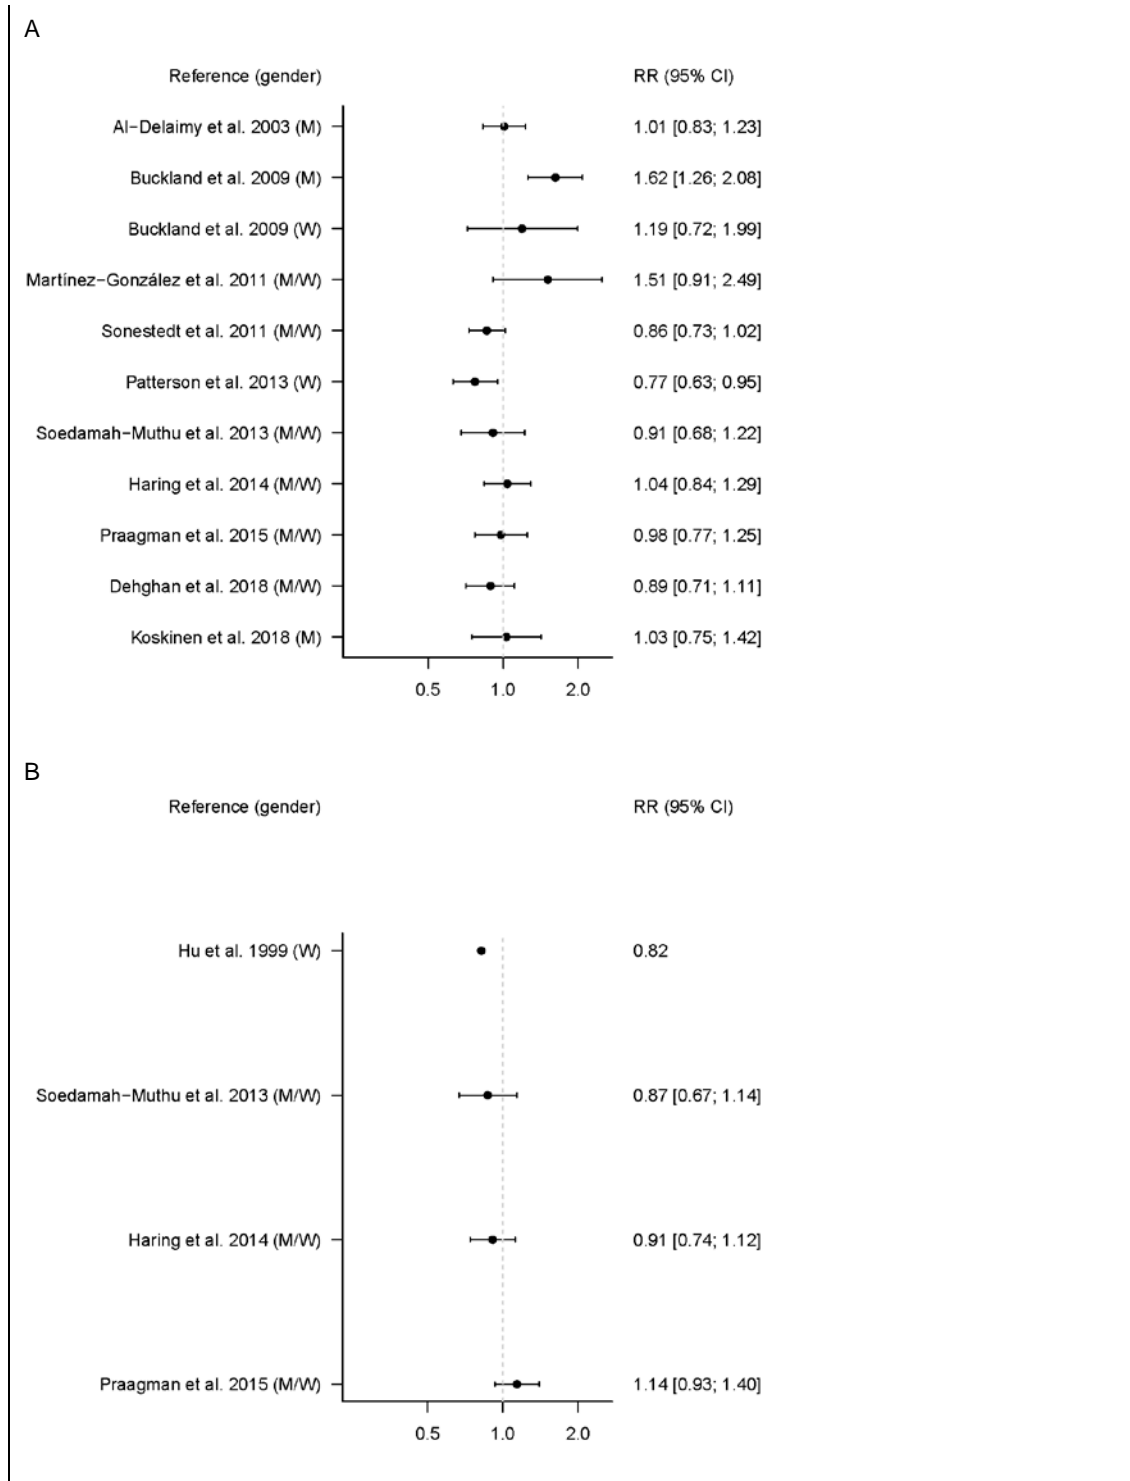 A
Reference (gender) RR (95% CI)
Al−Delaimy et al. 2003 (M) 1.01 [0.83; 1.23]
Buckland et al. 2009 (M) 1.62 [1.26; 2.08]
Buckland et al. 2009 (W) 1.19 [0.72; 1.99]
Martínez−González et al. 2011 (M/W) 1.51 [0.91; 2.49]
Sonestedt et al. 2011 (M/W) 0.86 [0.73; 1.02]
Patterson et al. 2013 (W) 0.77 [0.63; 0.95]
Soedamah−Muthu et al. 2013 (M/W) 0.91 [0.68; 1.22]
Haring et al. 2014 (M/W) 1.04 [0.84; 1.29]
Praagman et al. 2015 (M/W) 0.98 [0.77; 1.25]
Dehghan et al. 2018 (M/W) 0.89 [0.71; 1.11]
Koskinen et al. 2018 (M) 1.03 [0.75; 1.42]
0.5 1.0 2.0
B
Reference (gender) RR (95% CI)
Hu et al. 1999 (W) 0.82
Soedamah−Muthu et al. 2013 (M/W) 0.87 [0.67; 1.14]
Haring et al. 2014 (M/W) 0.91 [0.74; 1.12]
Praagman et al. 2015 (M/W) 1.14 [0.93; 1.40]
0.5 1.0 2.0